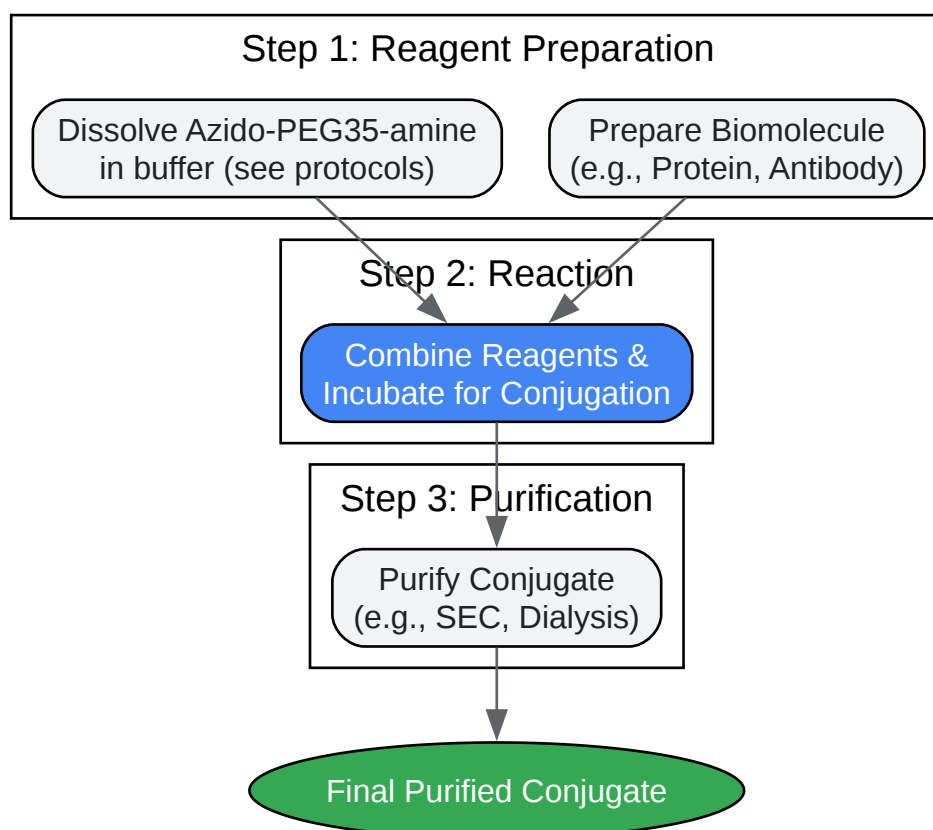 Step 1: Reagent Preparation
Dissolve Azido-PEG35-amine
in buffer (see protocols)
Prepare Biomolecule
(e.g., Protein, Antibody)
Step 2: Reaction
Combine Reagents &
Incubate for Conjugation
Step 3: Purification
Purify Conjugate
(e.g., SEC, Dialysis)
Final Purified Conjugate